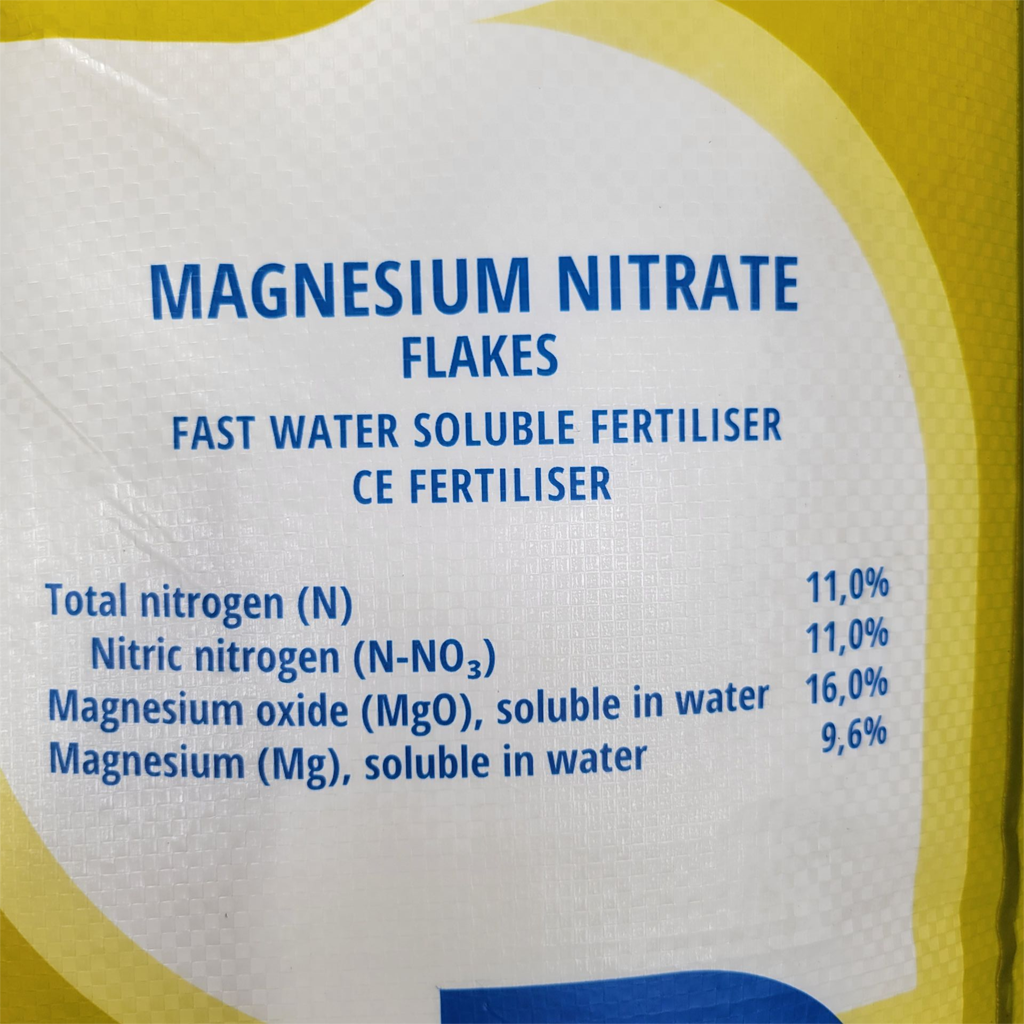 MAGNESIUM NITRATE
FLAKES
FAST WATER SOLUBLE FERTILISER
CE FERTILISER
Total nitrogen (N) 11,0%
Nitric nitrogen (N-NO₃) 11,0%
Magnesium oxide (MgO), soluble in water 16,0%
Magnesium (Mg), soluble in water 9,6%